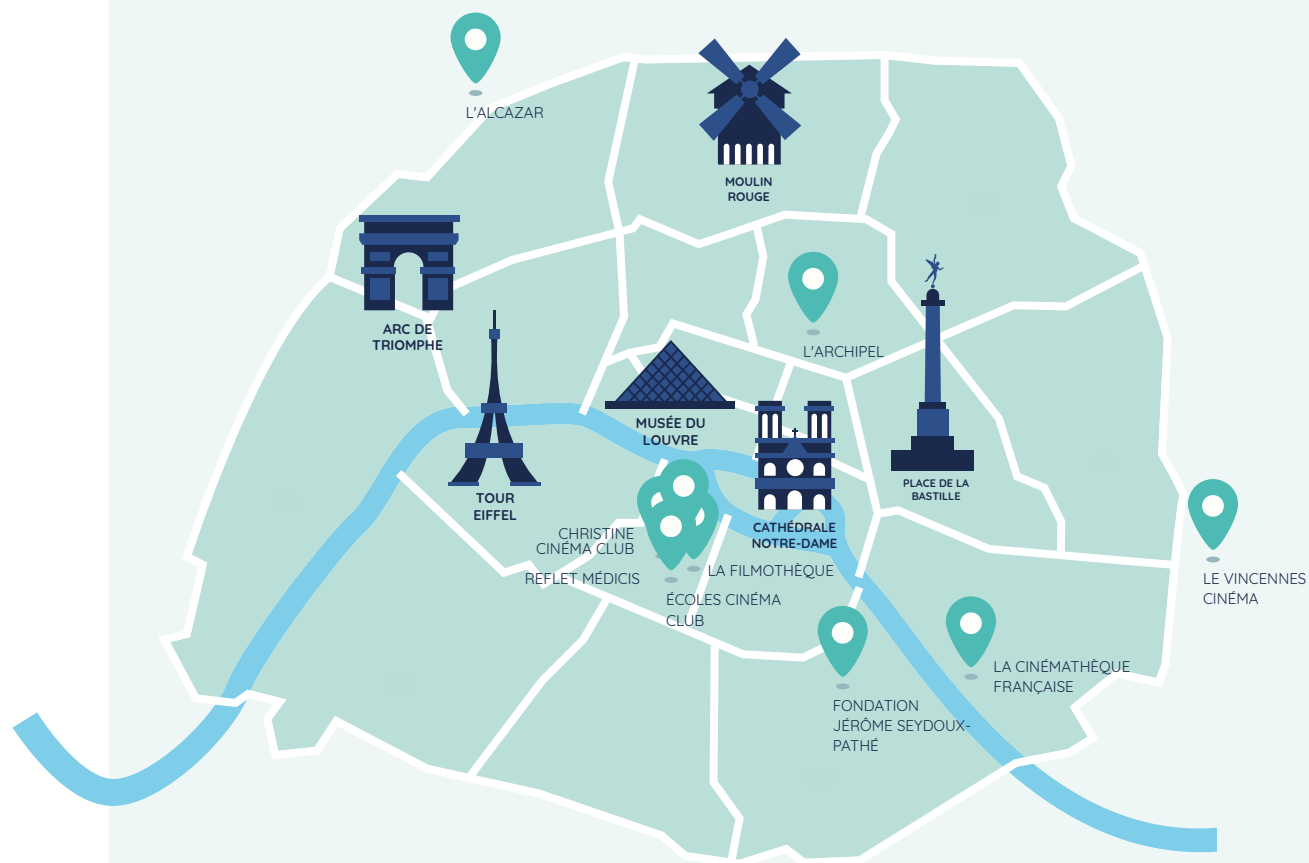 L'ALCAZAR
MOULIN
ROUGE
ARC DE
TRIOMPHE
L'ARCHIPEL
MUSÉE DU
LOUVRE
TOUR
EIFFEL
PLACE DE LA
BASTILLE
CATHÉDRALE
NOTRE-DAME
CHRISTINE
CINÉMA CLUB
REFLET MÉDICIS
LA FILMOTHÈQUE
ÉCOLES CINÉMA
CLUB
LE VINCENNES
CINÉMA
LA CINÉMATHÈQUE
FRANÇAISE
FONDATION
JÉRÔME SEYDOUX-
PATHÉ